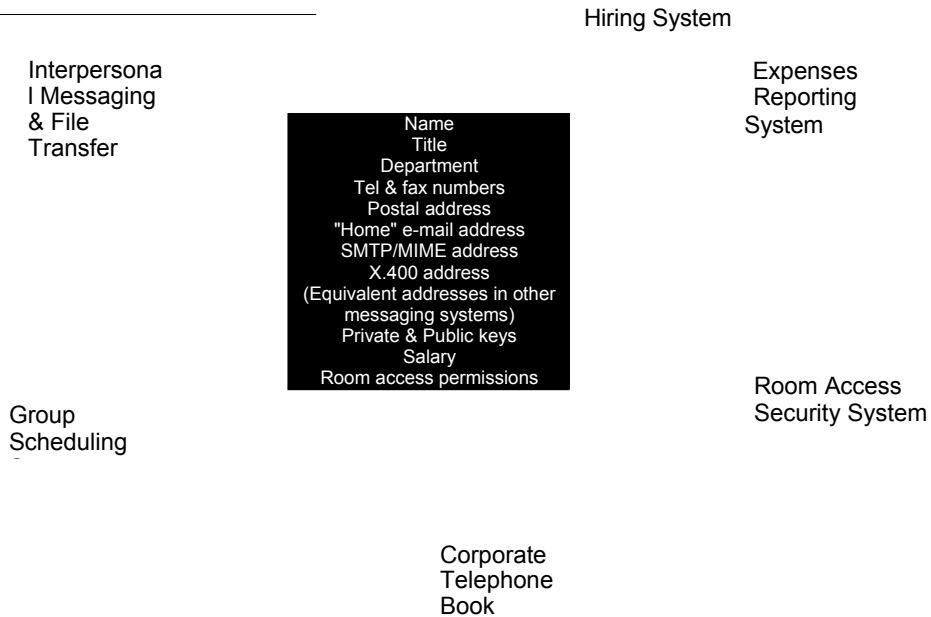 Hiring System
Interpersona
l Messaging
& File
Transfer
Expenses
Reporting
System
Name
Title
Department
Tel & fax numbers
Postal address
"Home" e-mail address
SMTP/MIME address
X.400 address
(Equivalent addresses in other
messaging systems)
Private & Public keys
Salary
Room access permissions
Room Access
Security System
Group
Scheduling
Corporate
Telephone
Book